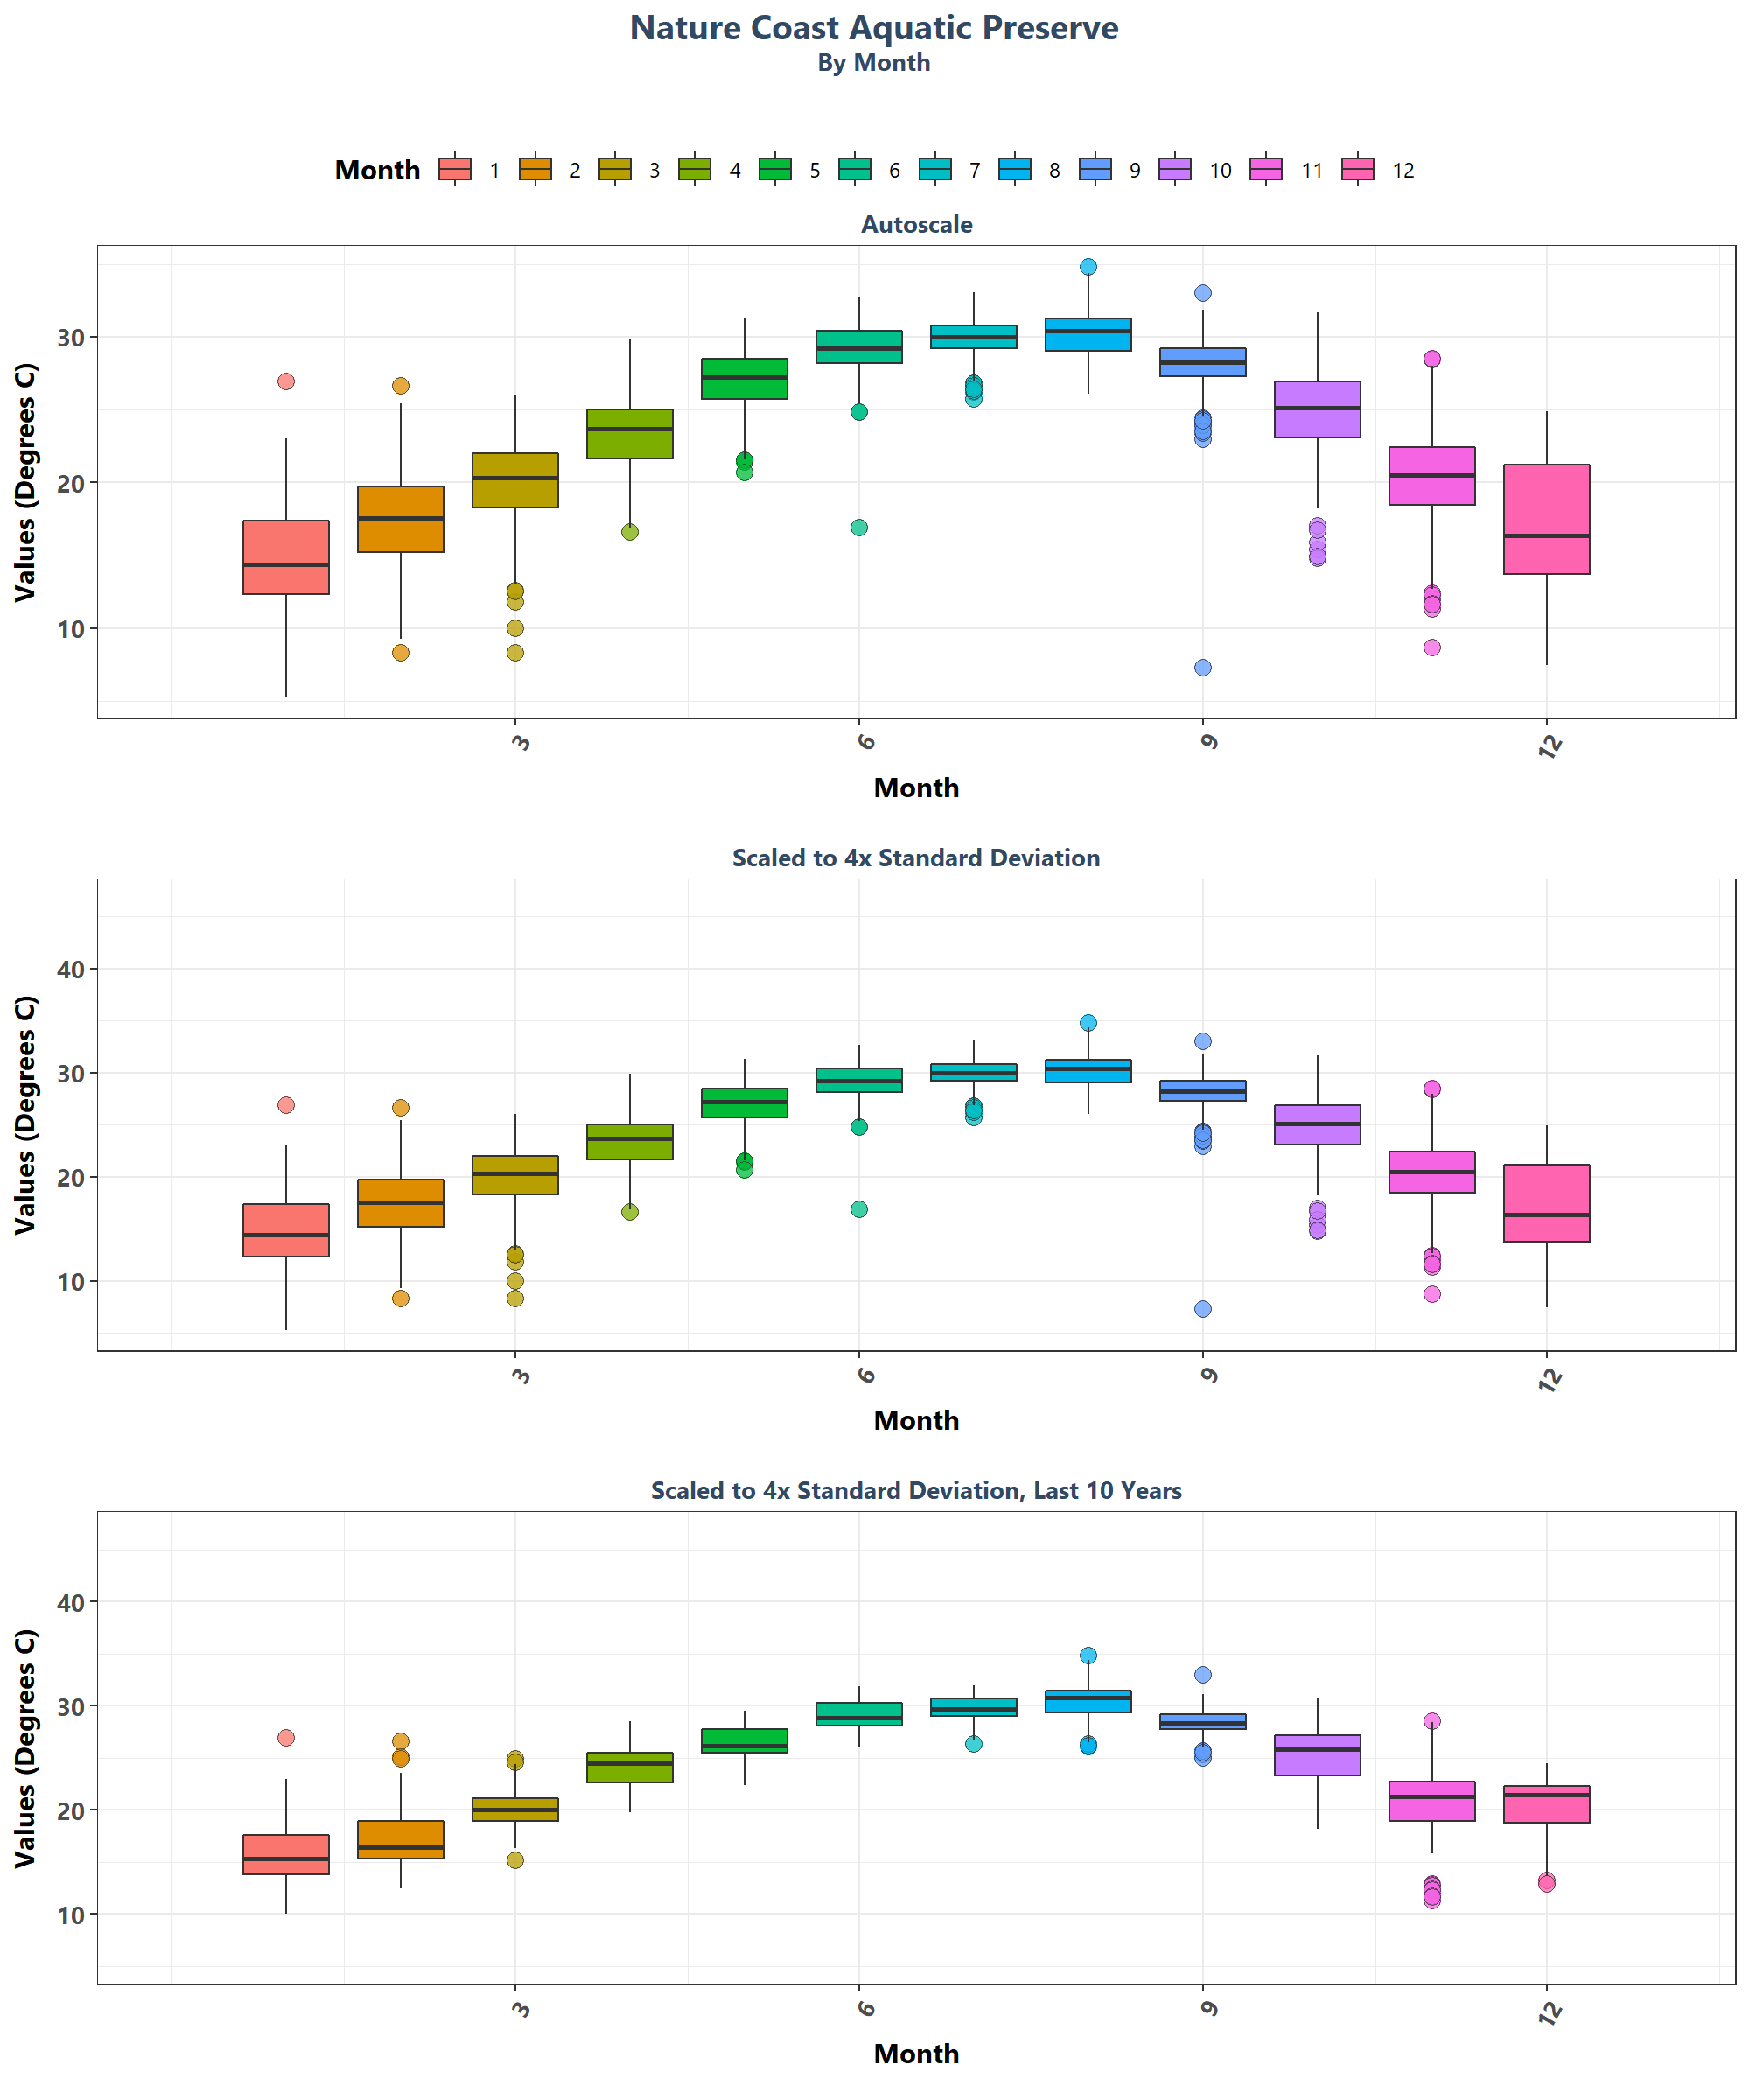 Nature Coast Aquatic Preserve
By Month
Month 1 2 3 4 5 6 7 8 9 10 11 12
Autoscale
Values (Degrees C)
30
20
10
3 6 9 12
Month
Scaled to 4x Standard Deviation
Values (Degrees C)
40
30
20
10
3 6 9 12
Month
Scaled to 4x Standard Deviation, Last 10 Years
Values (Degrees C)
40
30
20
10
3 6 9 12
Month